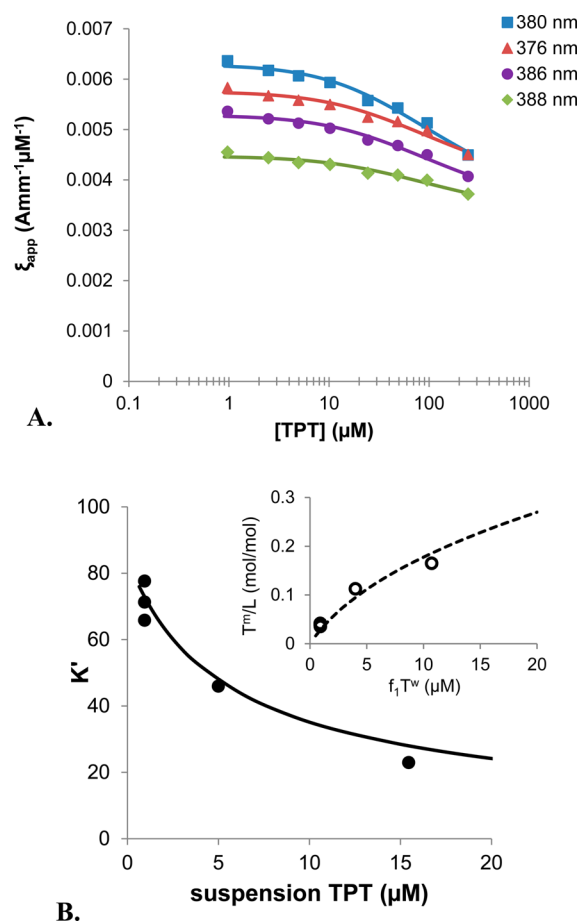 380 nm
376 nm
386 nm
388 nm
0.007
0.006
0.005
0.004
0.003
0.002
0.001
0
ξapp (Amm⁻¹µM⁻¹)
0.1 1 10 100 1000
[TPT] (µM)
A.
100
80
60
40
20
0
K'
0 5 10 15 20
suspension TPT (µM)
0.3
0.2
0.1
0
Tᵐ/L (mol/mol)
0 5 10 15 20
f₁Tʷ (µM)
B.